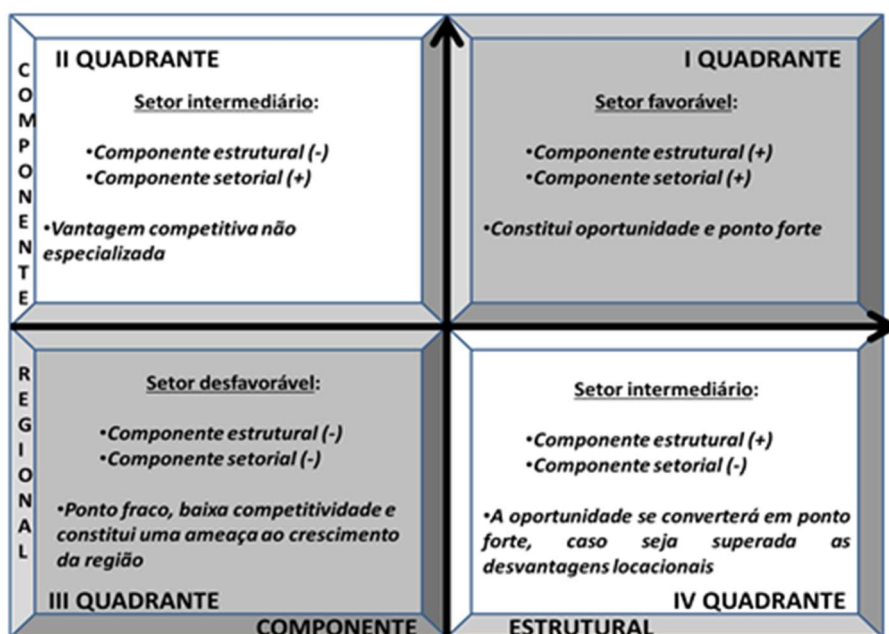 COMPONENTE
II QUADRANTE
Setor intermediário:
•Componente estrutural (-)
•Componente setorial (+)
•Vantagem competitiva não
especializada
I QUADRANTE
Setor favorável:
•Componente estrutural (+)
•Componente setorial (+)
•Constitui oportunidade e ponto forte
REGIONAL
Setor desfavorável:
•Componente estrutural (-)
•Componente setorial (-)
•Ponto fraco, baixa competitividade e
constitui uma ameaça ao crescimento
da região
III QUADRANTE
Setor intermediário:
•Componente estrutural (+)
•Componente setorial (-)
•A oportunidade se converterá em ponto
forte, caso seja superada as
desvantagens locacionais
IV QUADRANTE
COMPONENTE ESTRUTURAL